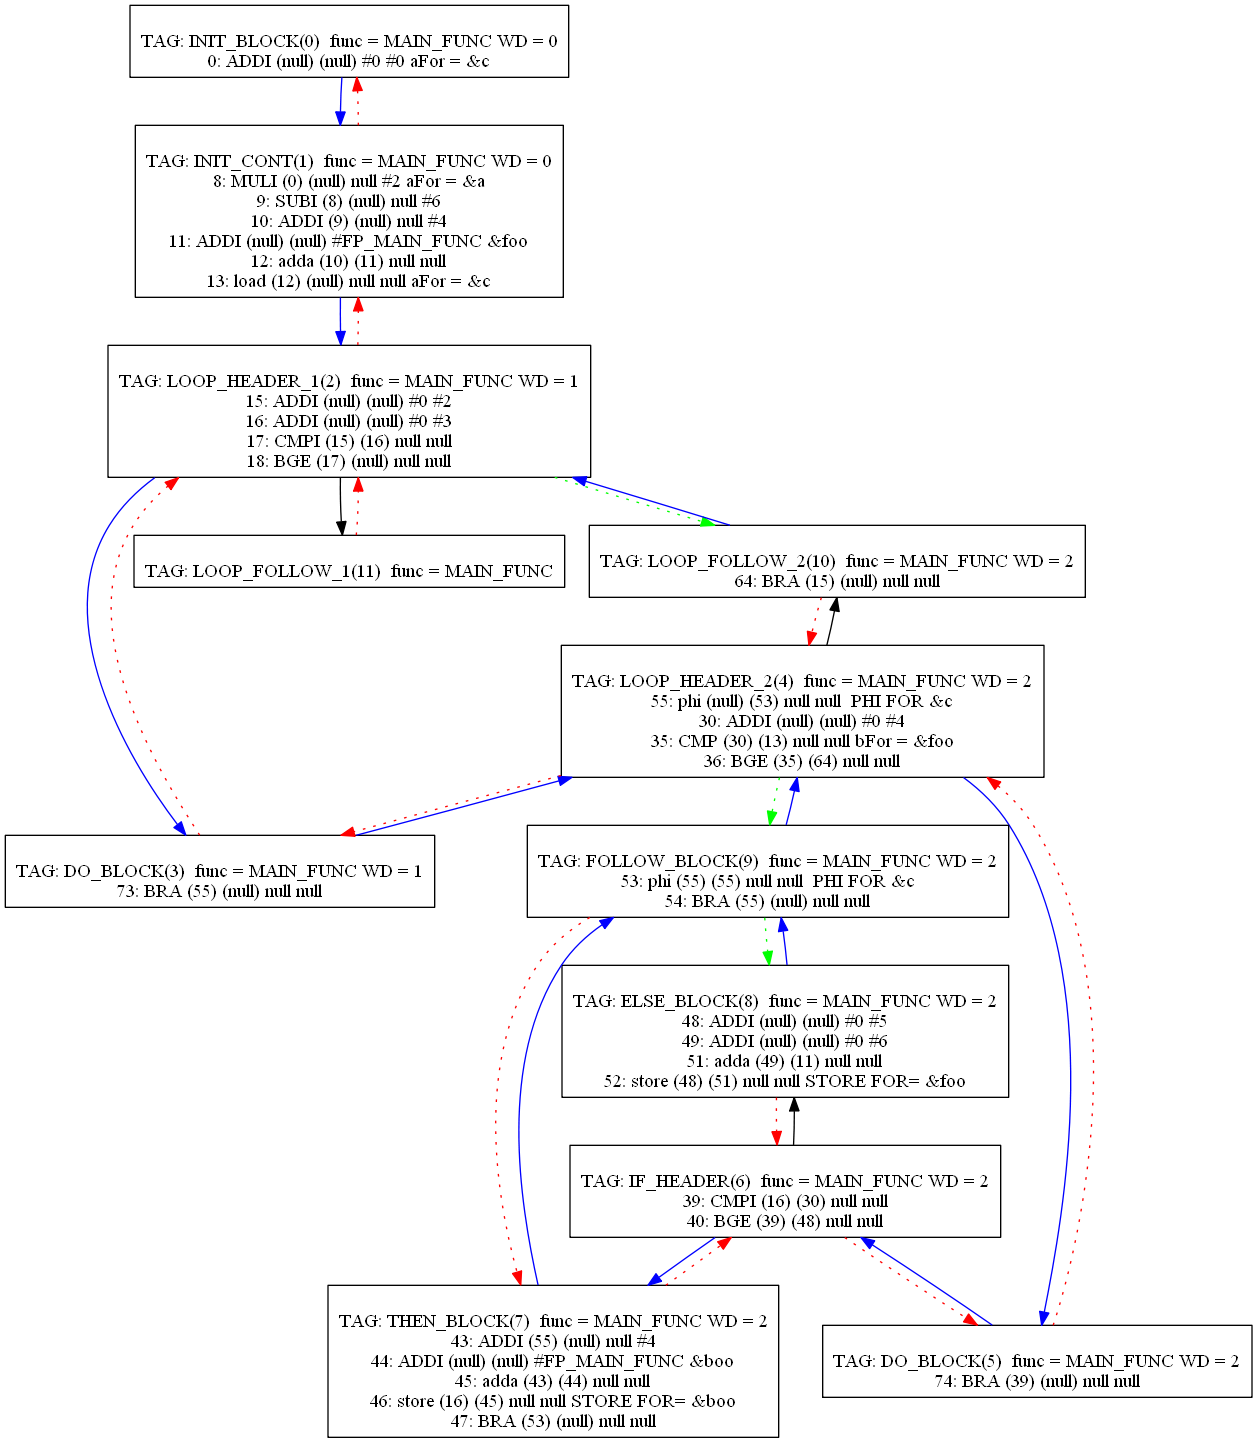 TAG: INIT_BLOCK(0) func = MAIN_FUNC WD = 0
0: ADDI (null) (null) #0 #0 aFor = &c
TAG: INIT_CONT(1) func = MAIN_FUNC WD = 0
8: MULI (0) (null) null #2 aFor = &a
9: SUBI (8) (null) null #6
10: ADDI (9) (null) null #4
11: ADDI (null) (null) #FP_MAIN_FUNC &foo
12: adda (10) (11) null null
13: load (12) (null) null null aFor = &c
TAG: LOOP_HEADER_1(2) func = MAIN_FUNC WD = 1
15: ADDI (null) (null) #0 #2
16: ADDI (null) (null) #0 #3
17: CMPI (15) (16) null null
18: BGE (17) (null) null null
TAG: LOOP_FOLLOW_1(11) func = MAIN_FUNC
TAG: LOOP_FOLLOW_2(10) func = MAIN_FUNC WD = 2
64: BRA (15) (null) null null
TAG: LOOP_HEADER_2(4) func = MAIN_FUNC WD = 2
55: phi (null) (53) null null PHI FOR &c
30: ADDI (null) (null) #0 #4
35: CMP (30) (13) null null bFor = &foo
36: BGE (35) (64) null null
TAG: DO_BLOCK(3) func = MAIN_FUNC WD = 1
73: BRA (55) (null) null null
TAG: FOLLOW_BLOCK(9) func = MAIN_FUNC WD = 2
53: phi (55) (55) null null PHI FOR &c
54: BRA (55) (null) null null
TAG: ELSE_BLOCK(8) func = MAIN_FUNC WD = 2
48: ADDI (null) (null) #0 #5
49: ADDI (null) (null) #0 #6
51: adda (49) (11) null null
52: store (48) (51) null null STORE FOR= &foo
TAG: IF_HEADER(6) func = MAIN_FUNC WD = 2
39: CMPI (16) (30) null null
40: BGE (39) (48) null null
TAG: THEN_BLOCK(7) func = MAIN_FUNC WD = 2
43: ADDI (55) (null) null #4
44: ADDI (null) (null) #FP_MAIN_FUNC &boo
45: adda (43) (44) null null
46: store (16) (45) null null STORE FOR= &boo
47: BRA (53) (null) null null
TAG: DO_BLOCK(5) func = MAIN_FUNC WD = 2
74: BRA (39) (null) null null